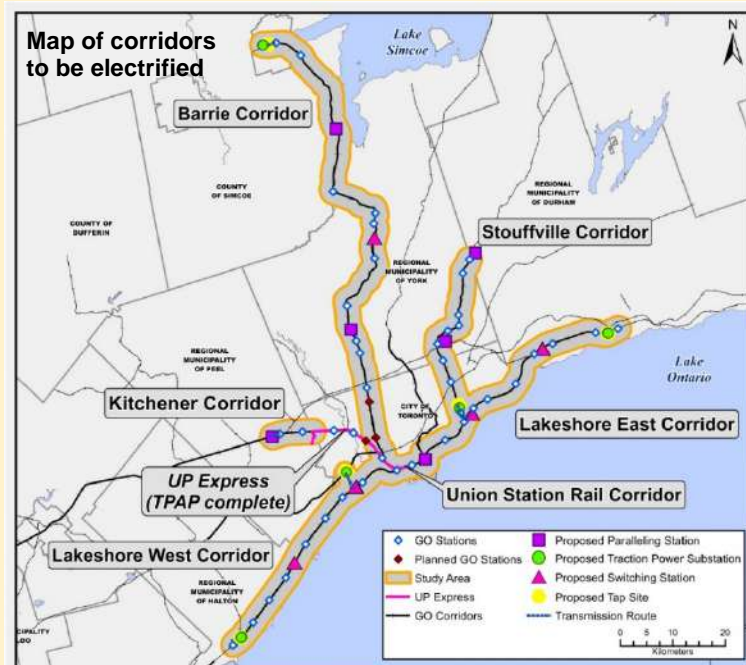 Map of corridors
to be electrified
Lake
Simcoe
N
Barrie Corridor
COUNTY
OF SIMCOE
REGIONAL
MUNICIPALITY
OF DURHAM
COUNTY OF
DUFFERIN
Stouffville Corridor
REGIONAL
MUNICIPALITY
OF YORK
REGIONAL
MUNICIPALITY
OF PEEL
Lake
Ontario
Kitchener Corridor
CITY OF
TORONTO
Lakeshore East Corridor
UP Express
(TPAP complete)
Union Station Rail Corridor
Lakeshore West Corridor
REGIONAL
MUNICIPALITY
OF HALTON
CIPALITY
LOO
GO Stations
Planned GO Stations
Study Area
UP Express
GO Corridors
Proposed Paralleling Station
Proposed Traction Power Substation
Proposed Switching Station
Proposed Tap Site
Transmission Route
0 5 10 20
Kilometers